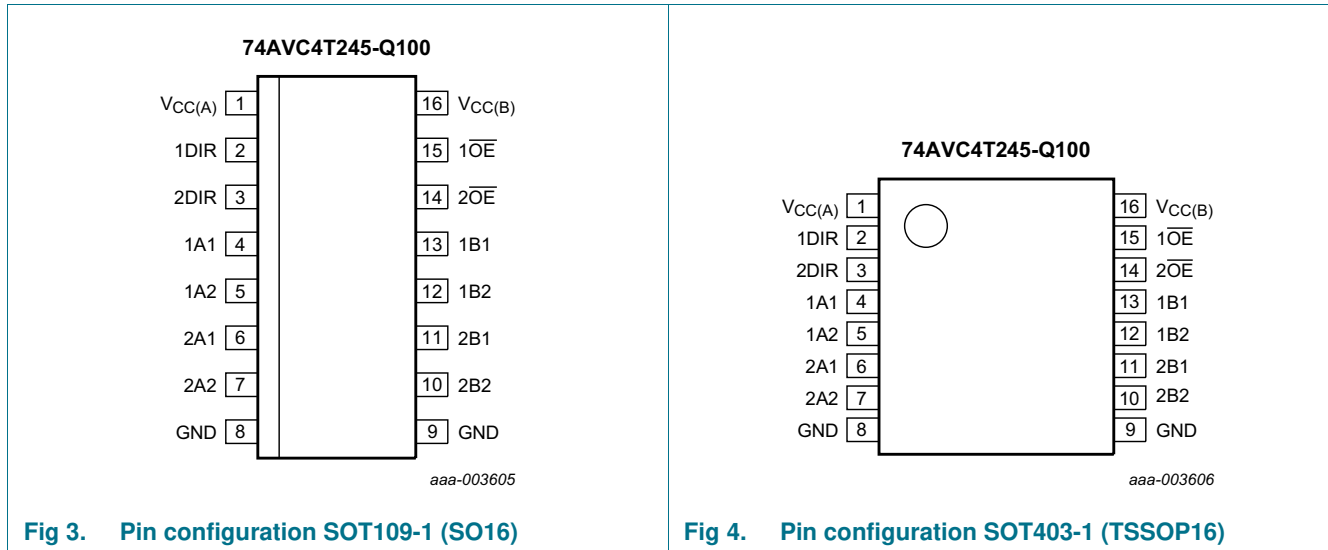 74AVC4T245-Q100
VCC(A) 1 16 VCC(B)
1DIR 2 15 1O̅E̅
2DIR 3 14 2O̅E̅
1A1 4 13 1B1
1A2 5 12 1B2
2A1 6 11 2B1
2A2 7 10 2B2
GND 8 9 GND
aaa-003605
Fig 3. Pin configuration SOT109-1 (SO16)
74AVC4T245-Q100
VCC(A) 1 16 VCC(B)
1DIR 2 15 1O̅E̅
2DIR 3 14 2O̅E̅
1A1 4 13 1B1
1A2 5 12 1B2
2A1 6 11 2B1
2A2 7 10 2B2
GND 8 9 GND
aaa-003606
Fig 4. Pin configuration SOT403-1 (TSSOP16)